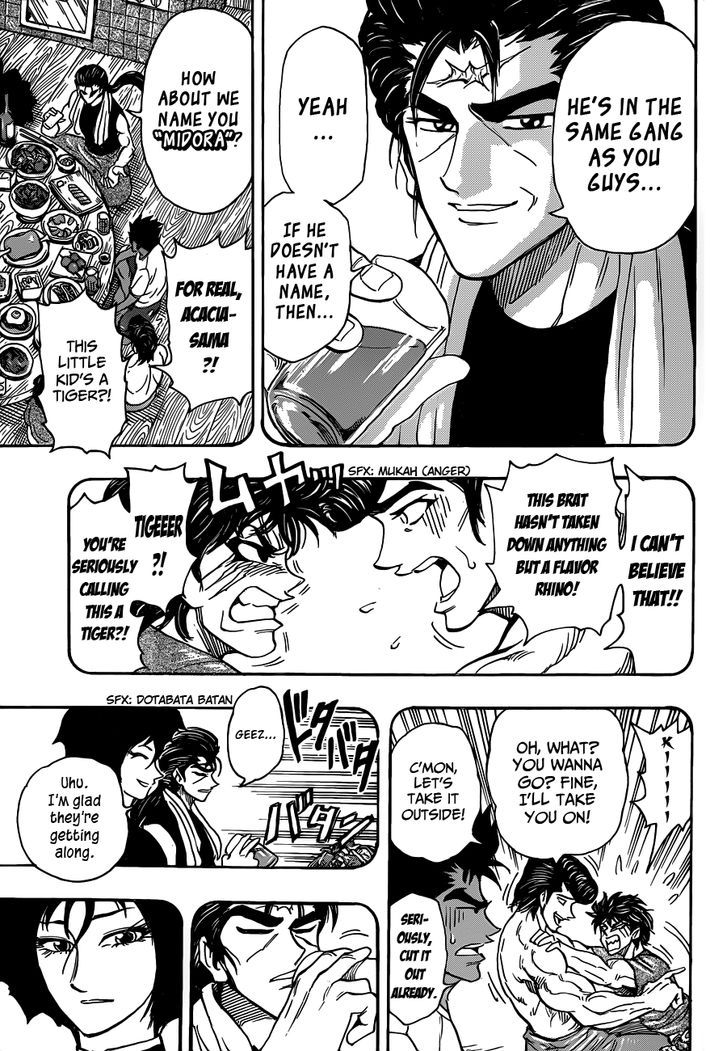 HE'S IN THE
SAME GANG
AS YOU
GUYS...
YEAH
...
IF HE
DOESN'T
HAVE A
NAME,
THEN...
HOW
ABOUT WE
NAME YOU
"MIDORA"?
FOR REAL,
ACACIA-
SAMA
?!
THIS
LITTLE
KID'S A
TIGER?!
SFX: MUKAH (ANGER)
ムカッ
I CAN'T
BELIEVE
THAT!!
THIS BRAT
HASN'T TAKEN
DOWN ANYTHING
BUT A FLAVOR
RHINO!
TIGEEER
?!
YOU'RE
SERIOUSLY
CALLING
THIS A
TIGER?!
K
I
I
I
I
OH, WHAT?
YOU WANNA
GO? FINE,
I'LL TAKE
YOU ON!
C'MON,
LET'S
TAKE IT
OUTSIDE!
SERI-
OUSLY,
CUT IT
OUT
ALREADY.
SFX: DOTABATA BATAN
ドタバタ
バタン
GEEZ...
Uhu.
I'm glad
they're
getting
along.